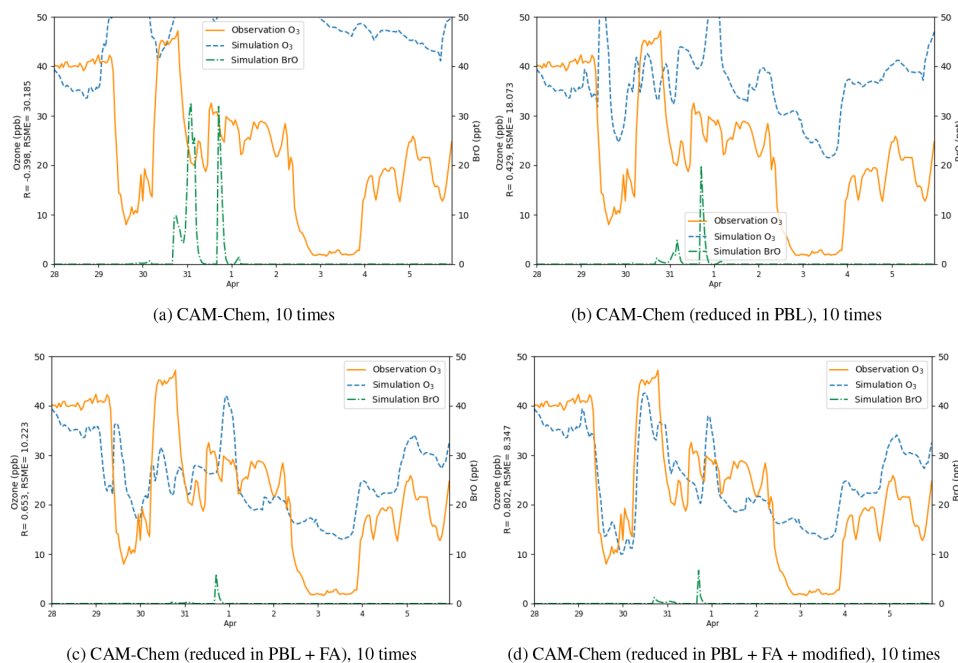 50
40
30
20
10
0
Ozone (ppb)
R= -0.398, RSME= 30.185
Observation O3
Simulation O3
Simulation BrO
50
40
30
20
10
0
BrO (ppt)
28 29 30 31 1 2 3 4 5
Apr
(a) CAM-Chem, 10 times
50
40
30
20
10
0
Ozone (ppb)
R= 0.429, RSME= 18.073
Observation O3
Simulation O3
Simulation BrO
50
40
30
20
10
0
BrO (ppt)
28 29 30 31 1 2 3 4 5
Apr
(b) CAM-Chem (reduced in PBL), 10 times
50
40
30
20
10
0
Ozone (ppb)
R= 0.653, RSME= 10.223
Observation O3
Simulation O3
Simulation BrO
50
40
30
20
10
0
BrO (ppt)
28 29 30 31 1 2 3 4 5
Apr
(c) CAM-Chem (reduced in PBL + FA), 10 times
50
40
30
20
10
0
Ozone (ppb)
R= 0.802, RSME= 8.347
Observation O3
Simulation O3
Simulation BrO
50
40
30
20
10
0
BrO (ppt)
28 29 30 31 1 2 3 4 5
Apr
(d) CAM-Chem (reduced in PBL + FA + modified), 10 times